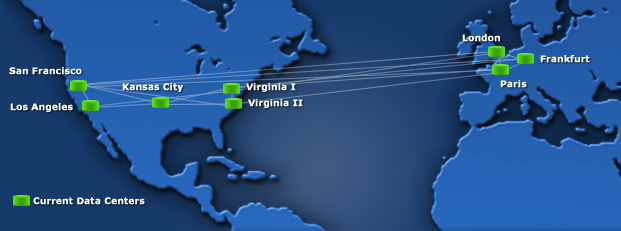 London
Frankfurt
San Francisco
Paris
Kansas City
Virginia I
Los Angeles
Virginia II
Current Data Centers